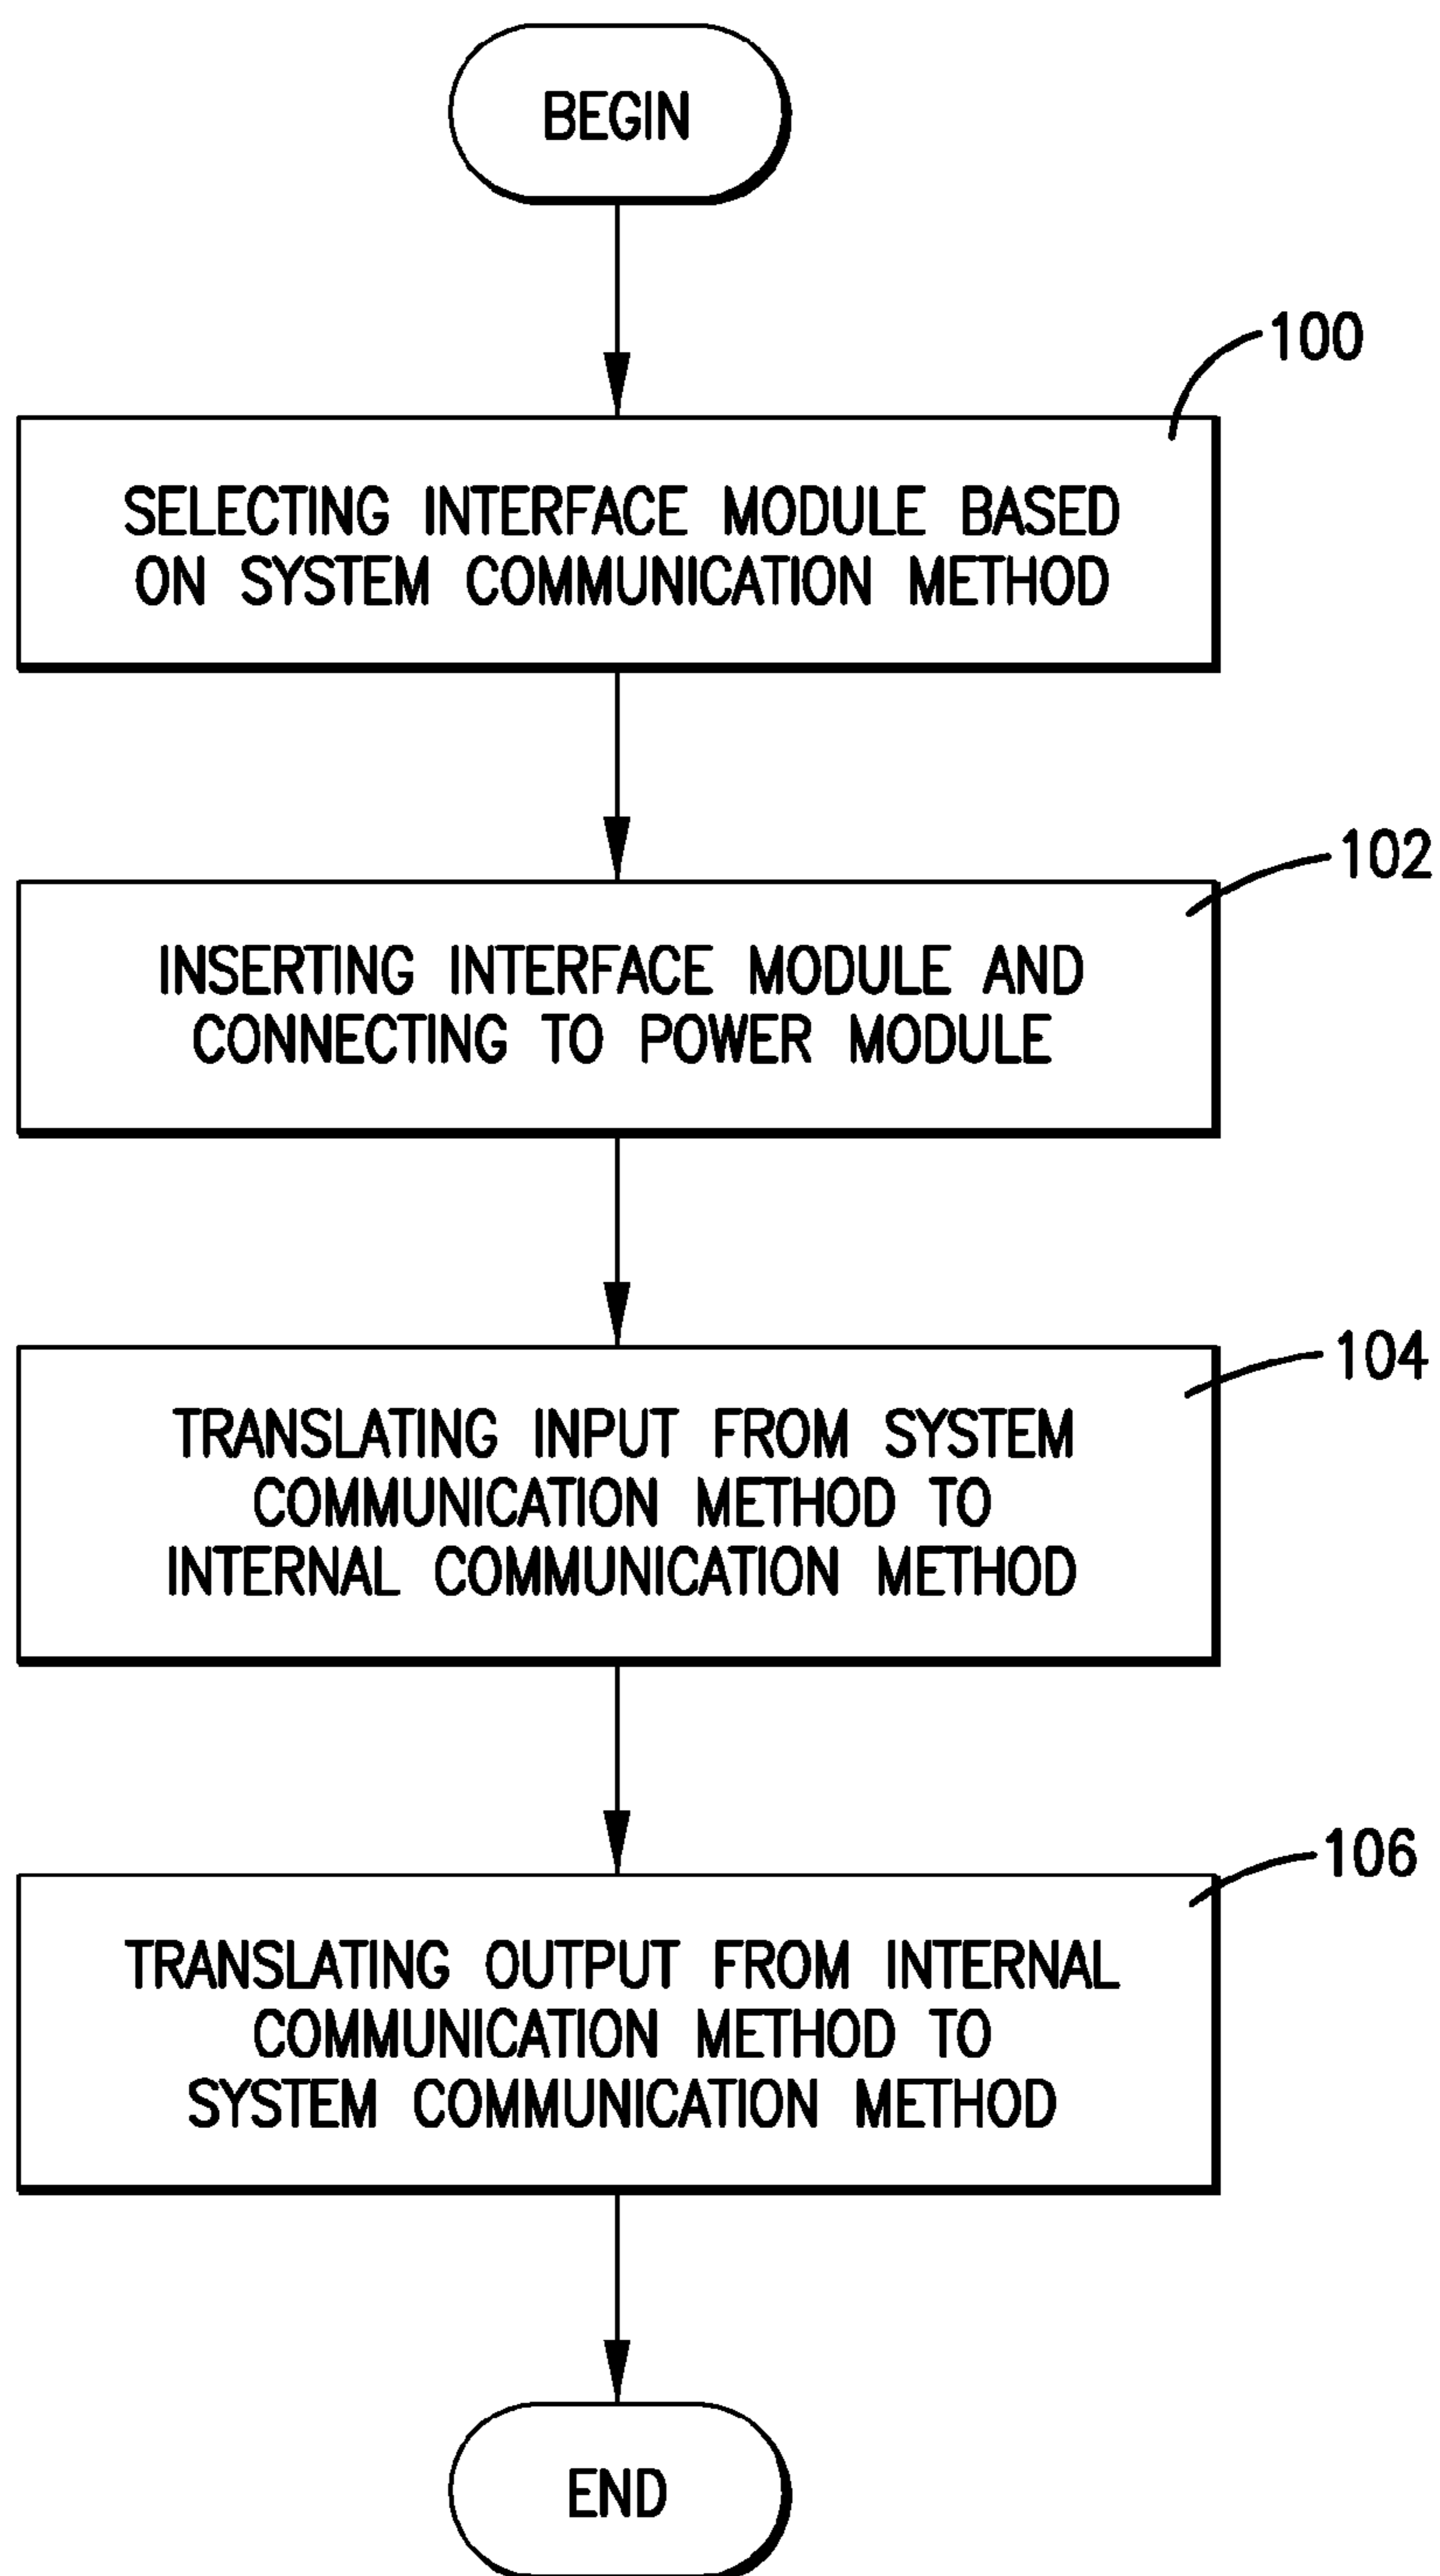 BEGIN
100
SELECTING INTERFACE MODULE BASED
ON SYSTEM COMMUNICATION METHOD
102
INSERTING INTERFACE MODULE AND
CONNECTING TO POWER MODULE
104
TRANSLATING INPUT FROM SYSTEM
COMMUNICATION METHOD TO
INTERNAL COMMUNICATION METHOD
106
TRANSLATING OUTPUT FROM INTERNAL
COMMUNICATION METHOD TO
SYSTEM COMMUNICATION METHOD
END